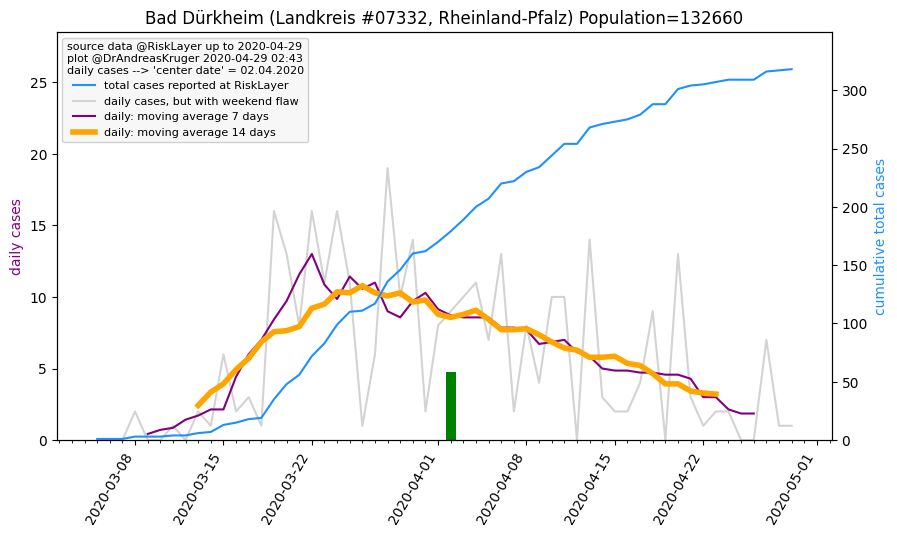 Bad Dürkheim (Landkreis #07332, Rheinland-Pfalz) Population=132660
source data @RiskLayer up to 2020-04-29
plot @DrAndreasKruger 2020-04-29 02:43
daily cases --> 'center date' = 02.04.2020
total cases reported at RiskLayer
daily cases, but with weekend flaw
daily: moving average 7 days
daily: moving average 14 days
daily cases
25
20
15
10
5
0
cumulative total cases
300
250
200
150
100
50
0
2020-03-08
2020-03-15
2020-03-22
2020-04-01
2020-04-08
2020-04-15
2020-04-22
2020-05-01